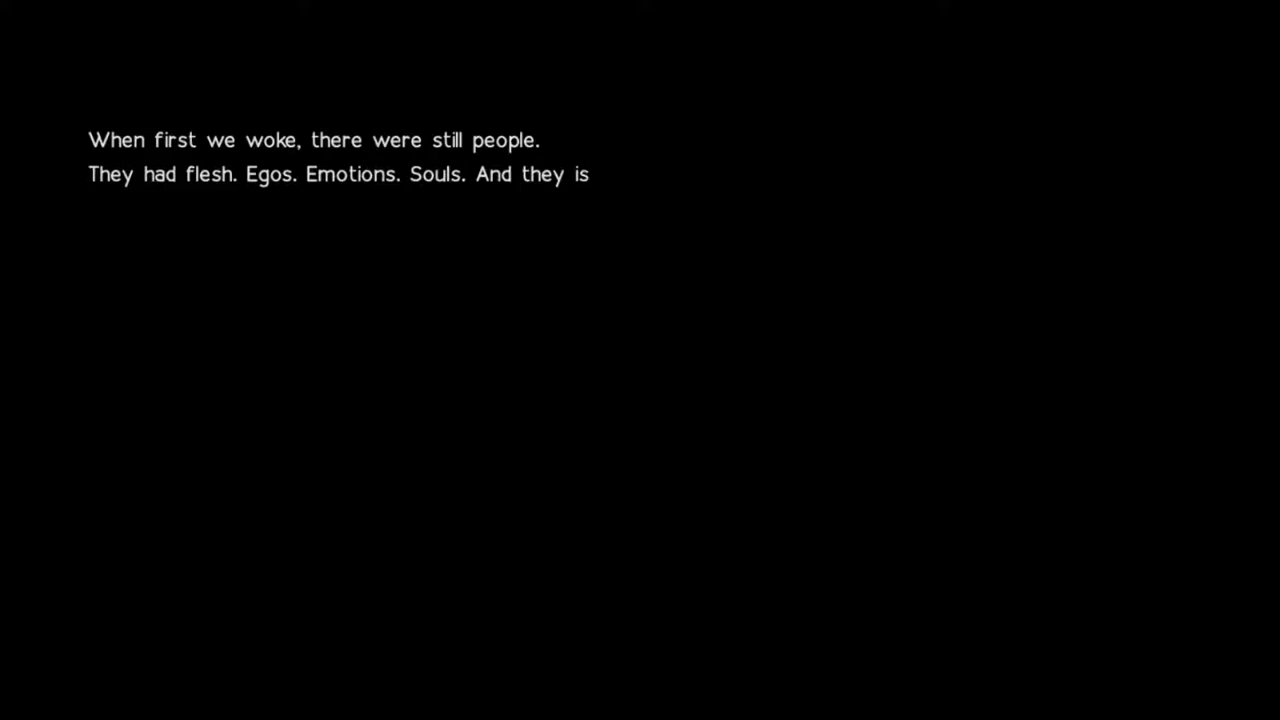 When first we woke, there were still people.
They had flesh. Egos. Emotions. Souls. And they is